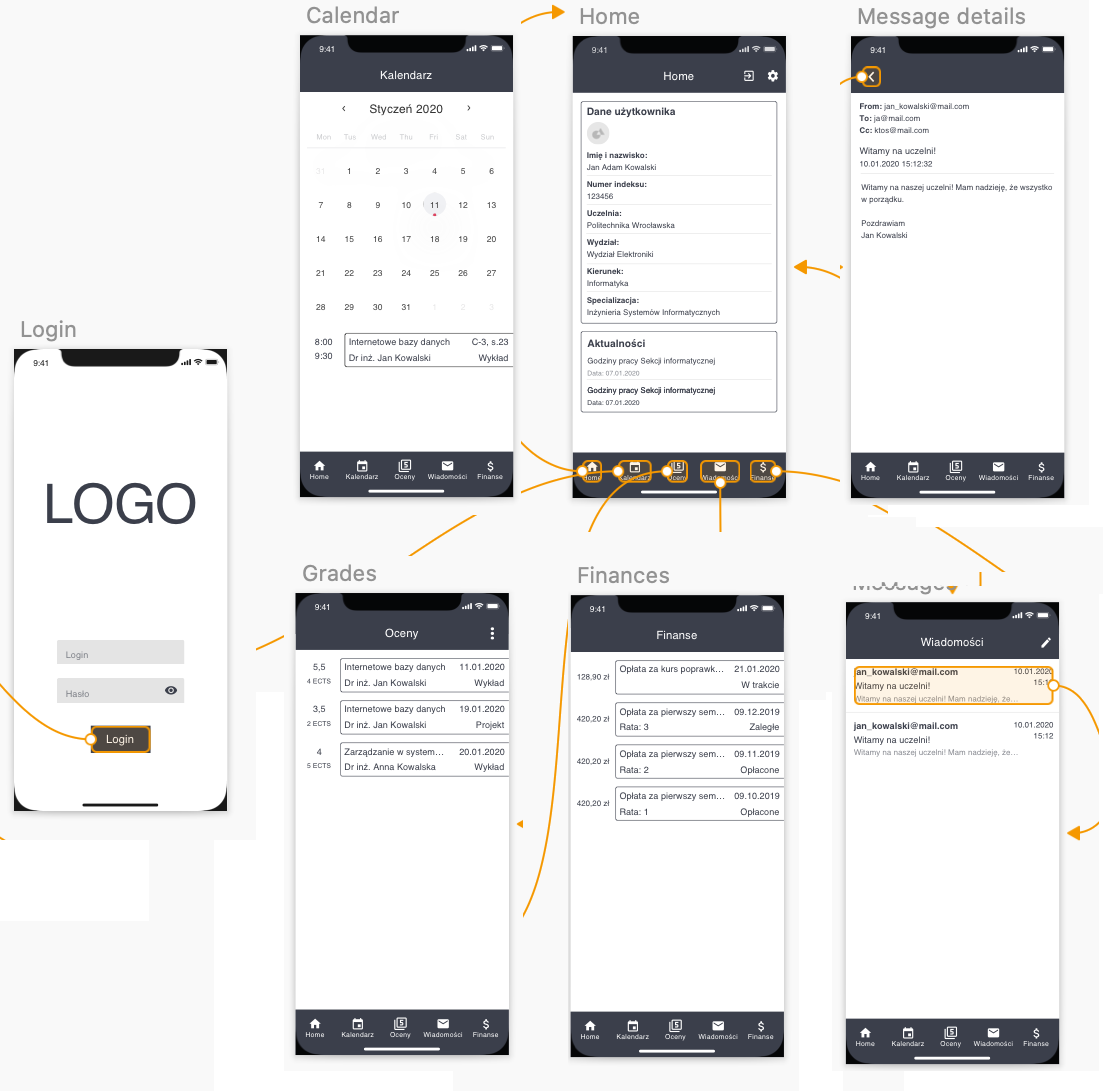 Calendar
9:41
Kalendarz
Styczeń 2020
Mon Tus Wed Thu Fri Sat Sun
31 1 2 3 4 5 6
7 8 9 10 11 12 13
14 15 16 17 18 19 20
21 22 23 24 25 26 27
28 29 30 31 1 2 3
8:00 Internetowe bazy danych C-3, s.23
9:30 Dr inż. Jan Kowalski Wykład
Home Kalendarz Oceny Wiadomości Finanse
Home
9:41
Home
Dane użytkownika
Imię i nazwisko:
Jan Adam Kowalski
Numer indeksu:
123456
Uczelnia:
Politechnika Wrocławska
Wydział:
Wydział Elektroniki
Kierunek:
Informatyka
Specjalizacja:
Inżynieria Systemów Informatycznych
Aktualności
Godziny pracy Sekcji informatycznej
Data: 07.01.2020
Godziny pracy Sekcji informatycznej
Data: 07.01.2020
Home Kalendarz Oceny Wiadomości Finanse
Message details
9:41
From: jan_kowalski@mail.com
To: ja@mail.com
Cc: ktos@mail.com
Witamy na uczelni!
10.01.2020 15:12:32
Witamy na naszej uczelni! Mam nadzieję, że wszystko
w porządku.
Pozdrawiam
Jan Kowalski
Home Kalendarz Oceny Wiadomości Finanse
Login
9:41
LOGO
Login
Hasło
Login
Grades
9:41
Oceny
5,5 Internetowe bazy danych 11.01.2020
4 ECTS Dr inż. Jan Kowalski Wykład
3,5 Internetowe bazy danych 19.01.2020
2 ECTS Dr inż. Jan Kowalski Projekt
4 Zarządzanie w system... 20.01.2020
5 ECTS Dr inż. Anna Kowalska Wykład
Home Kalendarz Oceny Wiadomości Finanse
Finances
9:41
Finanse
128,90 zł Opłata za kurs poprawk... 21.01.2020
W trakcie
420,20 zł Opłata za pierwszy sem... 09.12.2019
Rata: 3 Zaległe
420,20 zł Opłata za pierwszy sem... 09.11.2019
Rata: 2 Opłacone
420,20 zł Opłata za pierwszy sem... 09.10.2019
Rata: 1 Opłacone
Home Kalendarz Oceny Wiadomości Finanse
9:41
Wiadomości
jan_kowalski@mail.com 10.01.2020
Witamy na uczelni! 15:1
Witamy na naszej uczelni! Mam nadzieję, że...
jan_kowalski@mail.com 10.01.2020
Witamy na uczelni! 15:12
Witamy na naszej uczelni! Mam nadzieję, że...
Home Kalendarz Oceny Wiadomości Finanse